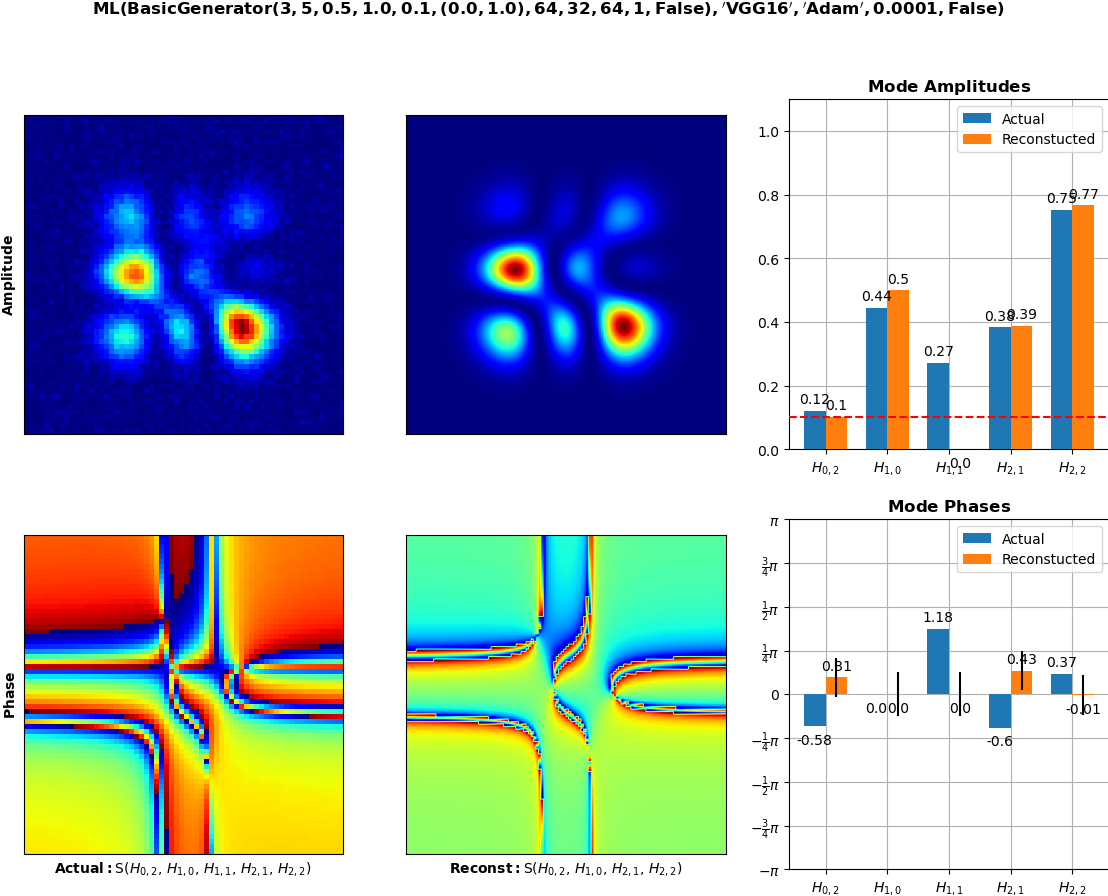 ML(BasicGenerator(3, 5, 0.5, 1.0, 0.1, (0.0, 1.0), 64, 32, 64, 1, False), ′VGG16′, ′Adam′, 0.0001, False)
Amplitude
Mode Amplitudes
Actual
Reconstucted
1.0
0.8
0.6
0.4
0.2
0.0
0.12
0.1
0.44
0.5
0.27
0.0
0.38
0.39
0.75
0.77
H0,2
H1,0
H1,1
H2,1
H2,2
Phase
Actual: S(H0,2, H1,0, H1,1, H2,1, H2,2)
Reconst: S(H0,2, H1,0, H2,1, H2,2)
Mode Phases
Actual
Reconstucted
π
3/4π
1/2π
1/4π
0
−1/4π
−1/2π
−3/4π
−π
-0.58
0.31
0.0
0.0
1.18
0.0
-0.6
0.43
0.37
-0.01
H0,2
H1,0
H1,1
H2,1
H2,2